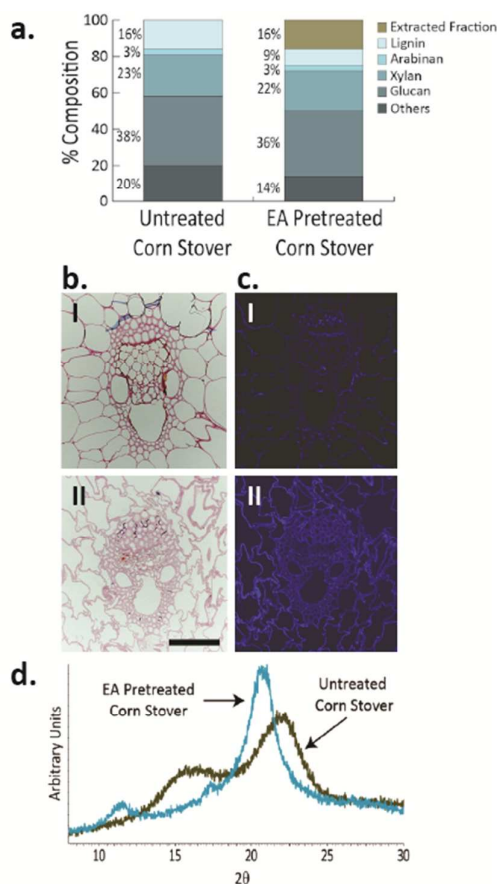 a.
% Composition
100
80
60
40
20
0
16%
3%
23%
38%
20%
16%
9%
3%
22%
36%
14%
Untreated
Corn Stover
EA Pretreated
Corn Stover
Extracted Fraction
Lignin
Arabinan
Xylan
Glucan
Others
b.
c.
I
I
II
II
d.
Arbitrary Units
EA Pretreated
Corn Stover
Untreated
Corn Stover
10
15
20
25
30
2θ